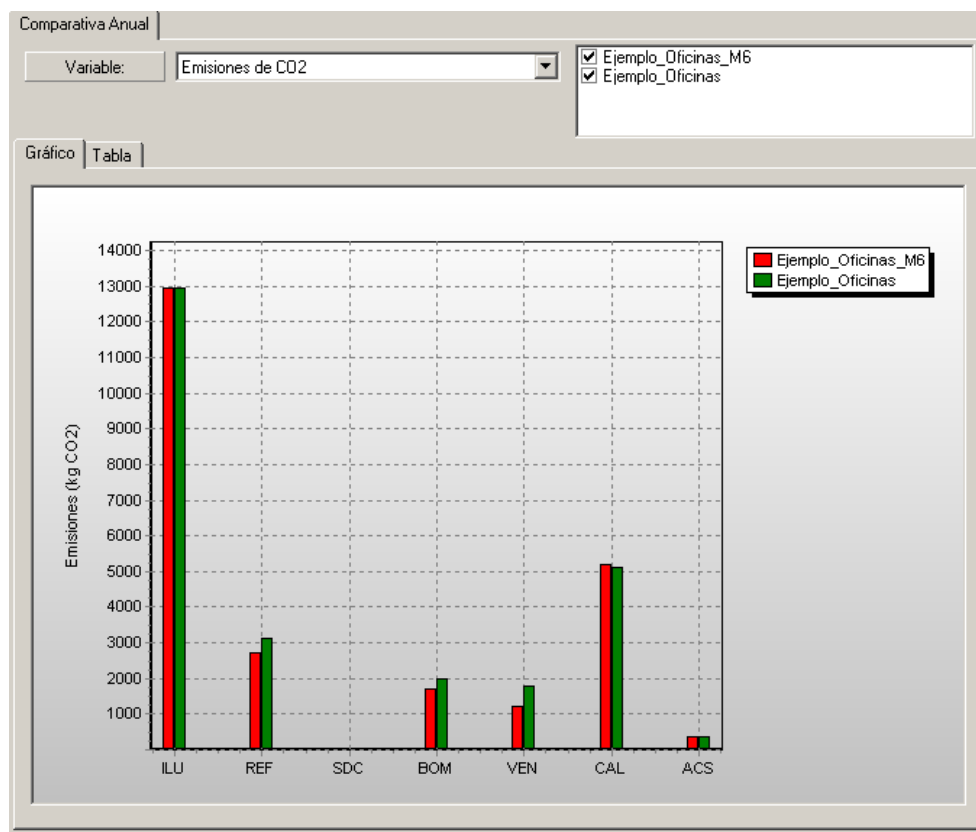 Comparativa Anual
Variable:
Emisiones de CO2
Ejemplo_Oficinas_M6
Ejemplo_Oficinas
Gráfico
Tabla
14000
13000
12000
11000
10000
9000
8000
7000
6000
5000
4000
3000
2000
1000
Emisiones (kg CO2)
ILU REF SDC BOM VEN CAL ACS
Ejemplo_Oficinas_M6
Ejemplo_Oficinas